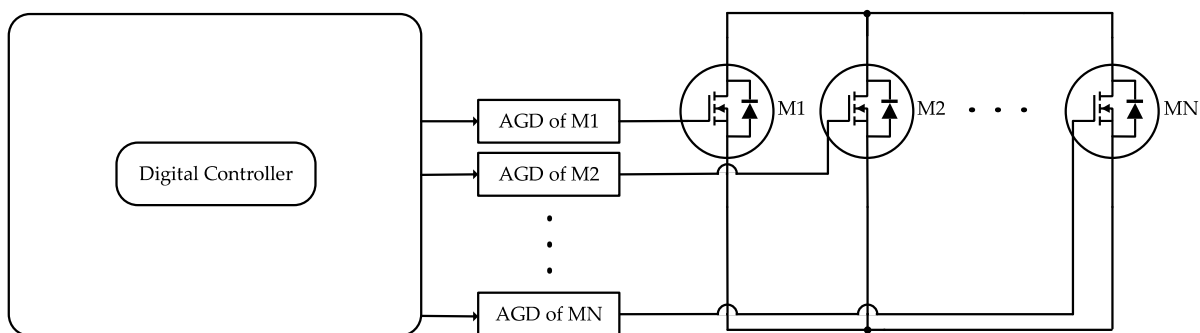 Digital Controller
AGD of M1
AGD of M2
AGD of MN
M1
M2
MN